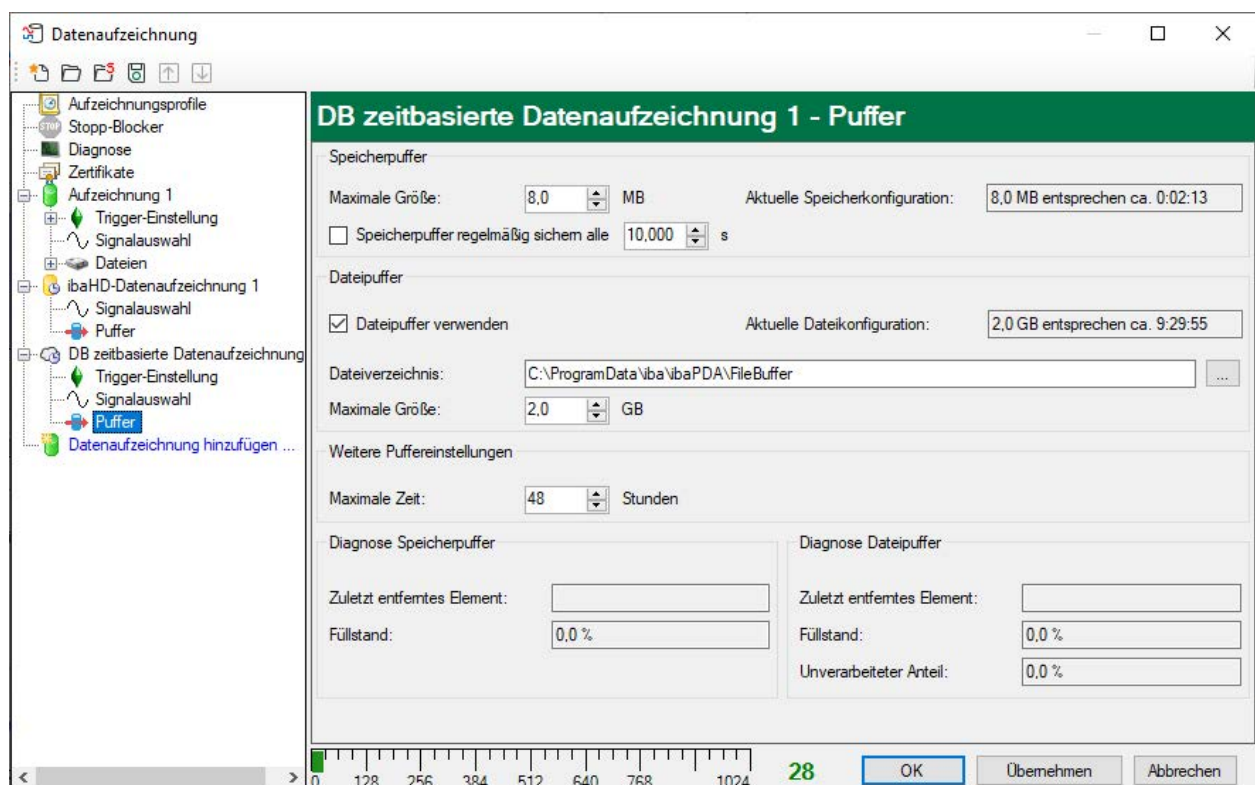 Datenaufzeichnung
Aufzeichnungsprofile
STOP Stopp-Blocker
Diagnose
Zertifikate
Aufzeichnung 1
Trigger-Einstellung
Signalauswahl
Dateien
ibaHD-Datenaufzeichnung 1
Signalauswahl
Puffer
DB zeitbasierte Datenaufzeichnung
Trigger-Einstellung
Signalauswahl
Puffer
Datenaufzeichnung hinzufügen ...
DB zeitbasierte Datenaufzeichnung 1 - Puffer
Speicherpuffer
Maximale Größe: 8,0 MB Aktuelle Speicherkonfiguration: 8,0 MB entsprechen ca. 0:02:13
Speicherpuffer regelmäßig sichern alle 10,000 s
Dateipuffer
Dateipuffer verwenden Aktuelle Dateikonfiguration: 2,0 GB entsprechen ca. 9:29:55
Dateiverzeichnis: C:\ProgramData\iba\ibaPDA\FileBuffer ...
Maximale Größe: 2,0 GB
Weitere Puffereinstellungen
Maximale Zeit: 48 Stunden
Diagnose Speicherpuffer
Zuletzt entferntes Element:
Füllstand: 0,0 %
Diagnose Dateipuffer
Zuletzt entferntes Element:
Füllstand: 0,0 %
Unverarbeiteter Anteil: 0,0 %
0 128 256 384 512 640 768 1024 28 OK Übernehmen Abbrechen